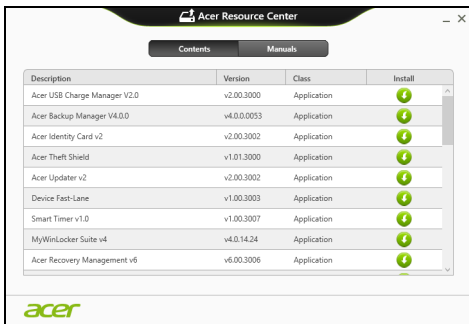 Acer Resource Center
Contents Manuals
Description Version Class Install
Acer USB Charge Manager V2.0 v2.00.3000 Application
Acer Backup Manager V4.0.0 v4.0.0.0053 Application
Acer Identity Card v2 v2.00.3002 Application
Acer Theft Shield v1.01.3000 Application
Acer Updater v2 v2.00.3002 Application
Device Fast-Lane v1.00.3003 Application
Smart Timer v1.0 v1.00.3007 Application
MyWinLocker Suite v4 v4.0.14.24 Application
Acer Recovery Management v6 v6.00.3006 Application
acer